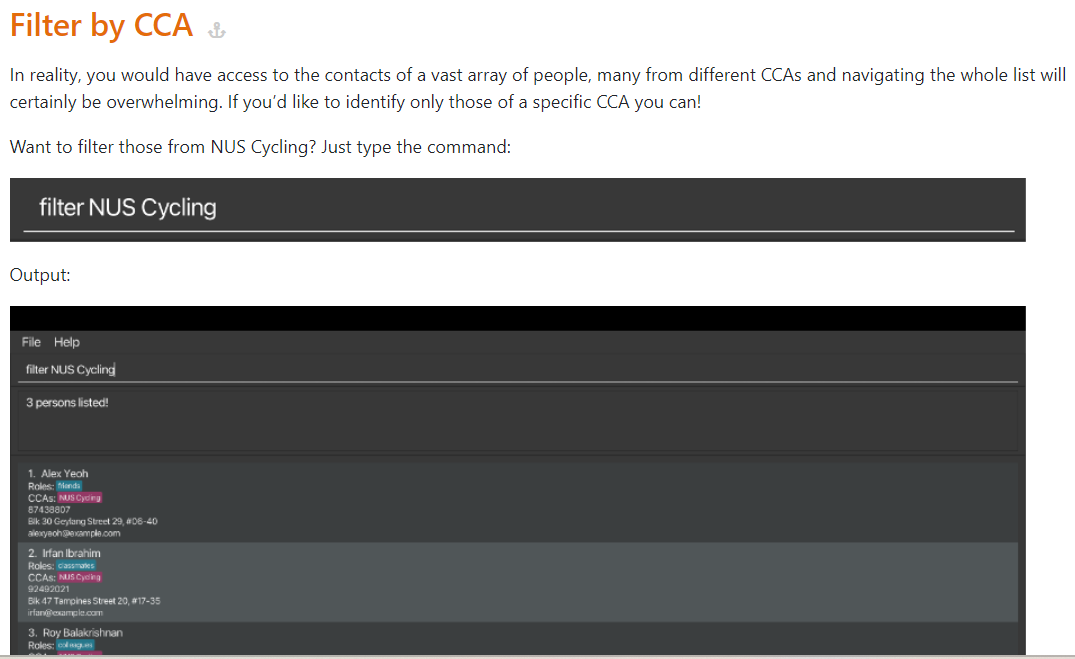 Filter by CCA
In reality, you would have access to the contacts of a vast array of people, many from different CCAs and navigating the whole list will
certainly be overwhelming. If you’d like to identify only those of a specific CCA you can!
Want to filter those from NUS Cycling? Just type the command:
filter NUS Cycling
Output:
File Help
filter NUS Cycling
3 persons listed!
1. Alex Yeoh
Roles: friends
CCAs: NUS Cycling
87438807
Blk 30 Geylang Street 29, #06-40
alexyeoh@example.com
2. Irfan Ibrahim
Roles: classmates
CCAs: NUS Cycling
92492021
Blk 47 Tampines Street 20, #17-35
irfan@example.com
3. Roy Balakrishnan
Roles: colleagues